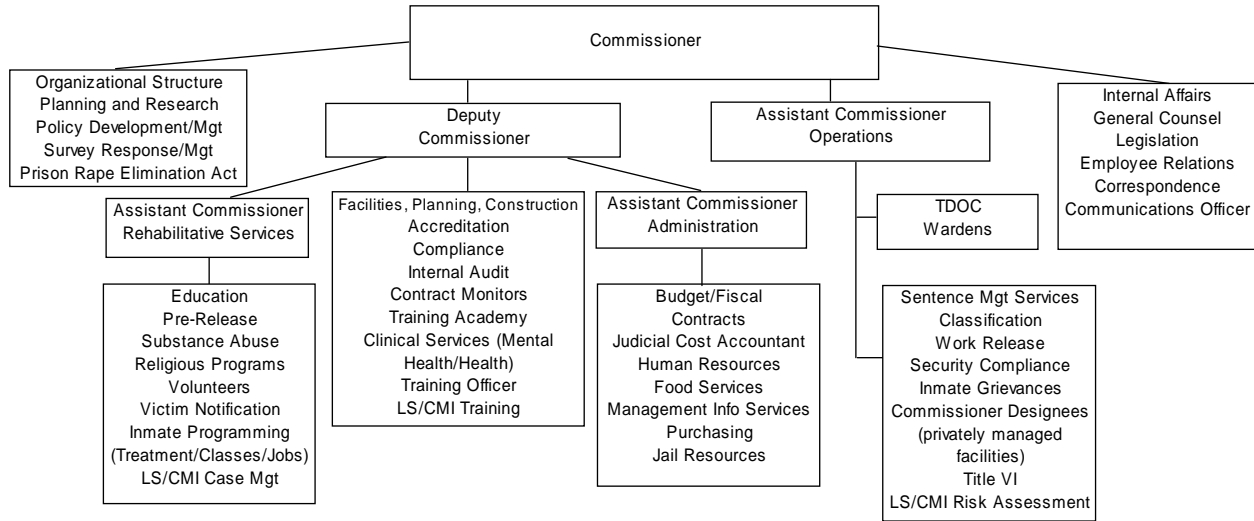 Commissioner
Organizational Structure
Planning and Research
Policy Development/Mgt
Survey Response/Mgt
Prison Rape Elimination Act
Deputy
Commissioner
Assistant Commissioner
Operations
Internal Affairs
General Counsel
Legislation
Employee Relations
Correspondence
Communications Officer
Assistant Commissioner
Rehabilitative Services
Facilities, Planning, Construction
Accreditation
Compliance
Internal Audit
Contract Monitors
Training Academy
Clinical Services (Mental
Health/Health)
Training Officer
LS/CMI Training
Assistant Commissioner
Administration
TDOC
Wardens
Education
Pre-Release
Substance Abuse
Religious Programs
Volunteers
Victim Notification
Inmate Programming
(Treatment/Classes/Jobs)
LS/CMI Case Mgt
Budget/Fiscal
Contracts
Judicial Cost Accountant
Human Resources
Food Services
Management Info Services
Purchasing
Jail Resources
Sentence Mgt Services
Classification
Work Release
Security Compliance
Inmate Grievances
Commissioner Designees
(privately managed
facilities)
Title VI
LS/CMI Risk Assessment